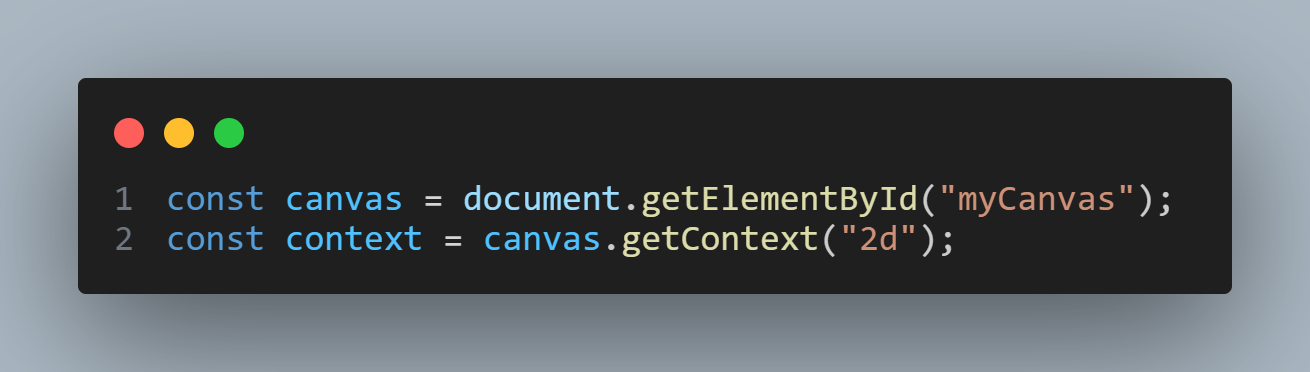 1 const canvas = document.getElementById("myCanvas");
2 const context = canvas.getContext("2d");